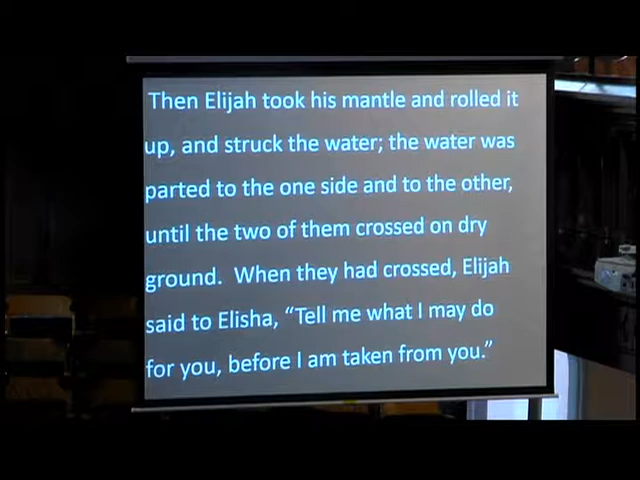 Then Elijah took his mantle and rolled it
up, and struck the water; the water was
parted to the one side and to the other,
until the two of them crossed on dry
ground.  When they had crossed, Elijah
said to Elisha, “Tell me what I may do
for you, before I am taken from you.”